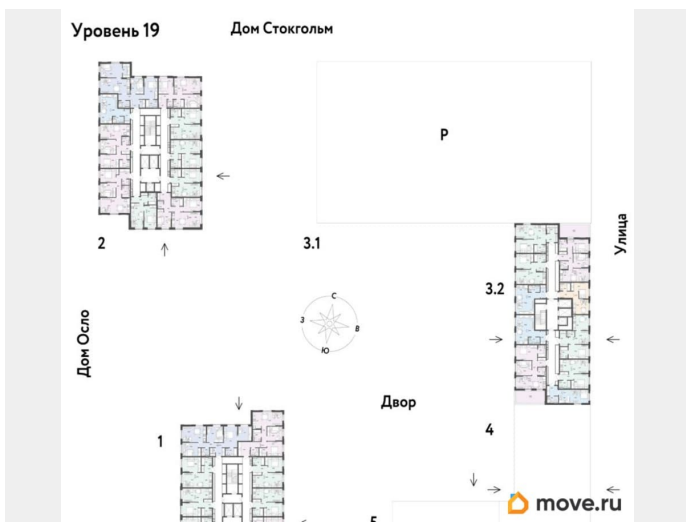 Уровень 19
Дом Стокгольм
P
Улица
2
3.1
3.2
С
З
В
Ю
Дом Осло
Двор
1
4
5
move.ru